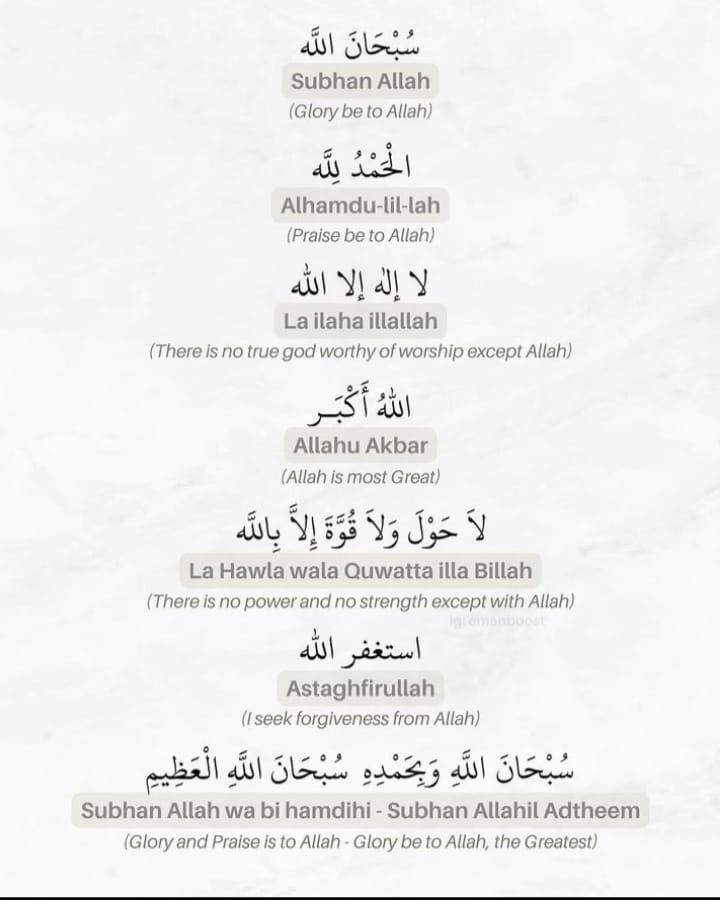 سُبْحَانَ اللَّه
Subhan Allah
(Glory be to Allah)
الْحَمْدُ لِلَّه
Alhamdu-lil-lah
(Praise be to Allah)
لا إِلٰه إلا الله
La ilaha illallah
(There is no true god worthy of worship except Allah)
اللهُ أَكْبَـر
Allahu Akbar
(Allah is most Great)
لاَ حَوْلَ وَلاَ قُوَّةَ إِلاَّ بِاللَّه
La Hawla wala Quwatta illa Billah
(There is no power and no strength except with Allah)
Ig; emanboost
استغفر الله
Astaghfirullah
(I seek forgiveness from Allah)
سُبْحَانَ اللَّهِ وَبِحَمْدِهِ سُبْحَانَ اللَّهِ الْعَظِيمِ
Subhan Allah wa bi hamdihi - Subhan Allahil Adtheem
(Glory and Praise is to Allah - Glory be to Allah, the Greatest)